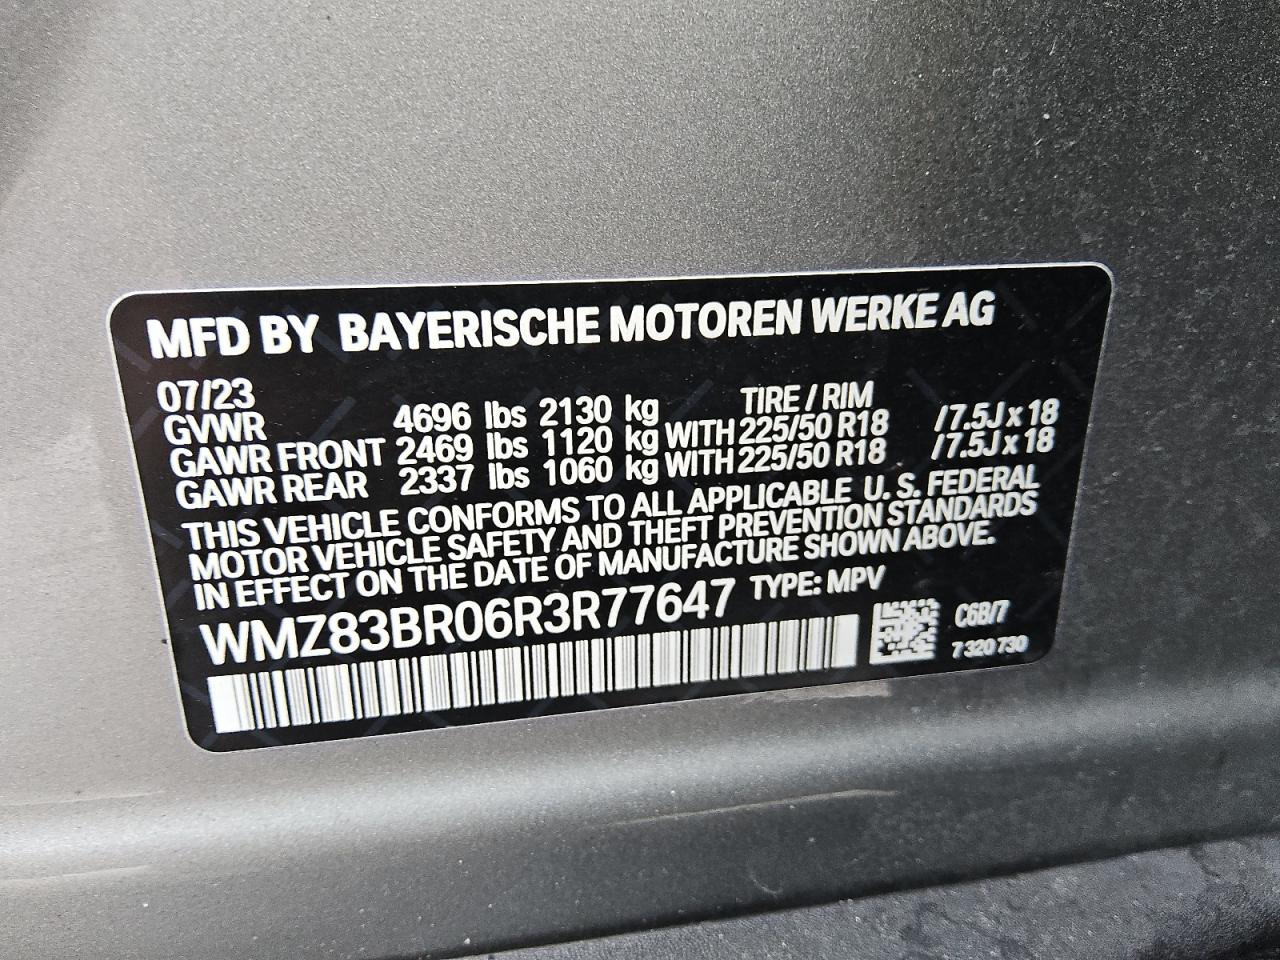 MFD BY BAYERISCHE MOTOREN WERKE AG
07/23 TIRE / RIM
GVWR 4696 lbs 2130 kg
GAWR FRONT 2469 lbs 1120 kg WITH 225/50 R18 /7.5J x 18
GAWR REAR 2337 lbs 1060 kg WITH 225/50 R18 /7.5J x 18
THIS VEHICLE CONFORMS TO ALL APPLICABLE U. S. FEDERAL
MOTOR VEHICLE SAFETY AND THEFT PREVENTION STANDARDS
IN EFFECT ON THE DATE OF MANUFACTURE SHOWN ABOVE.
WMZ83BR06R3R77647 TYPE: MPV
C6B/7
7 320 730